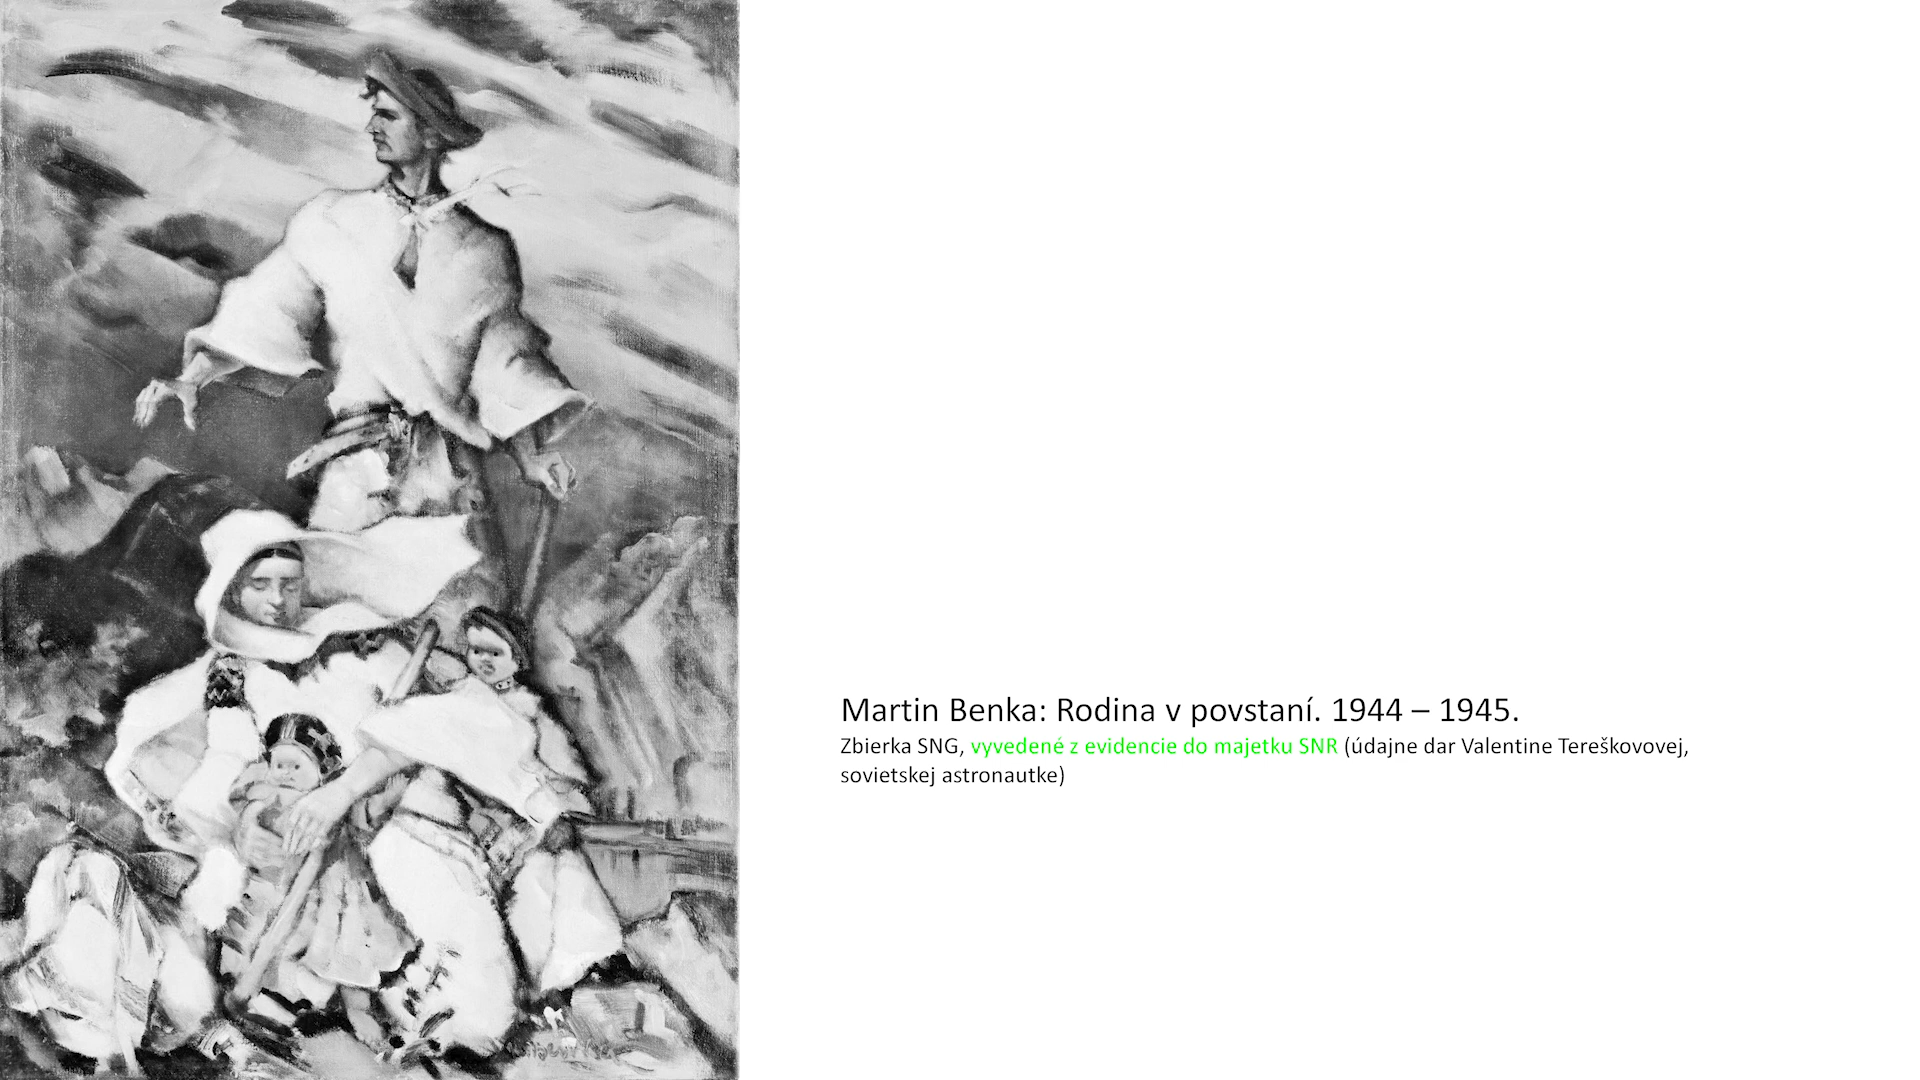 Martin Benka: Rodina v povstaní. 1944 – 1945.
Zbierka SNG, vyvedené z evidencie do majetku SNR (údajne dar Valentine Tereškovovej,
sovietskej astronautke)